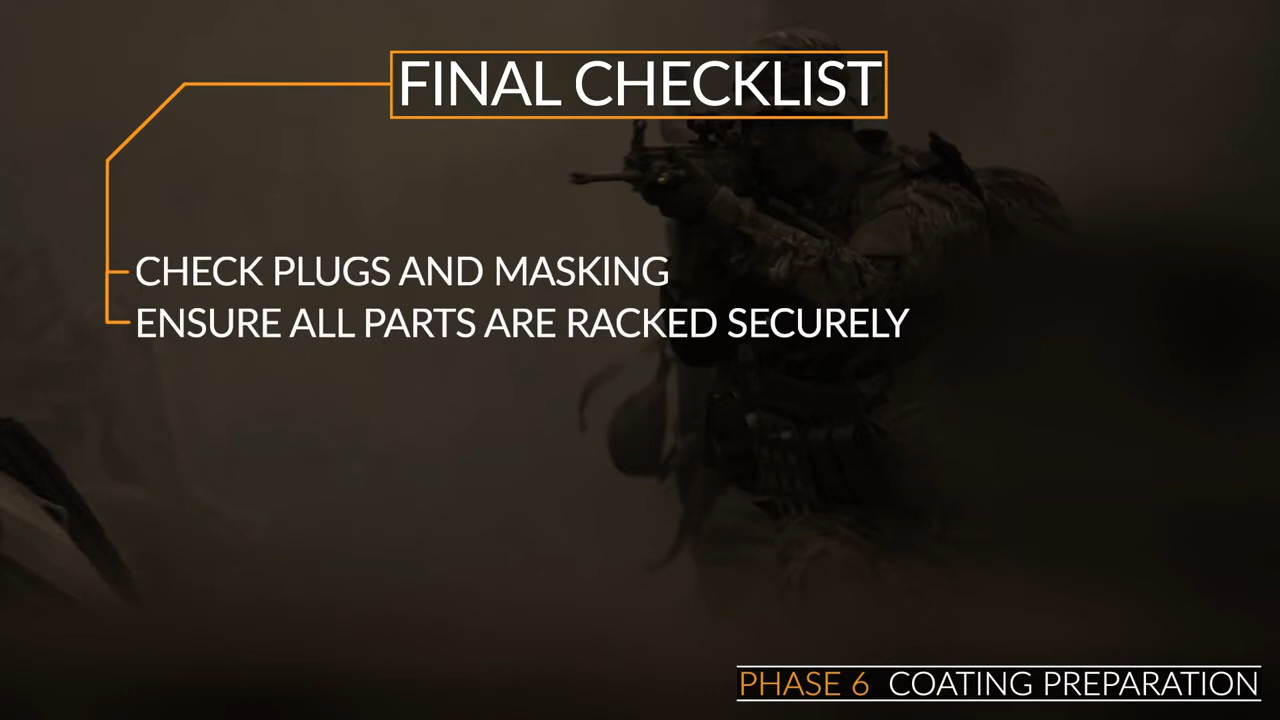 FINAL CHECKLIST
CHECK PLUGS AND MASKING
ENSURE ALL PARTS ARE RACKED SECURELY
PHASE 6 COATING PREPARATION